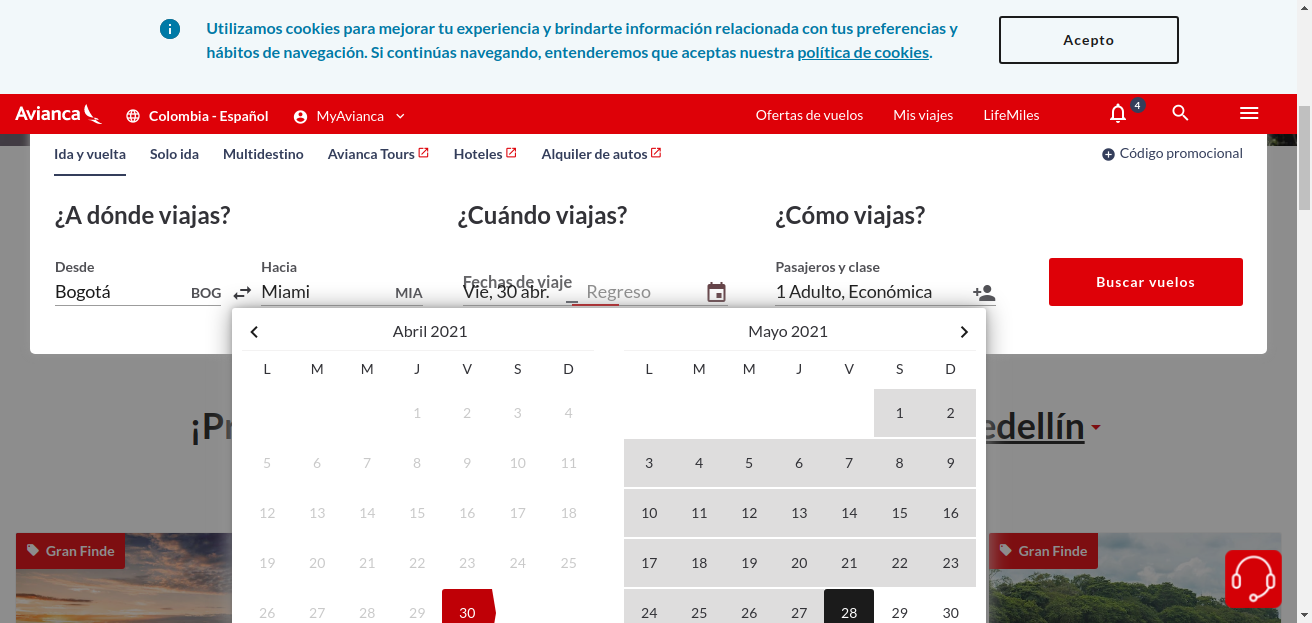 Utilizamos cookies para mejorar tu experiencia y brindarte información relacionada con tus preferencias y
hábitos de navegación. Si continúas navegando, entenderemos que aceptas nuestra política de cookies.
Acepto
Avianca
Colombia - Español
MyAvianca
Ofertas de vuelos
Mis viajes
LifeMiles
4
Ida y vuelta
Solo ida
Multidestino
Avianca Tours
Hoteles
Alquiler de autos
Código promocional
¿A dónde viajas?
¿Cuándo viajas?
¿Cómo viajas?
Desde
Hacia
Fechas de viaje
Pasajeros y clase
Bogotá
BOG
Miami
MIA
Vie, 30 abr.
_
Regreso
1 Adulto, Económica
Buscar vuelos
Abril 2021
Mayo 2021
L M M J V S D
L M M J V S D
1 2 3 4
1 2
5 6 7 8 9 10 11
3 4 5 6 7 8 9
12 13 14 15 16 17 18
10 11 12 13 14 15 16
19 20 21 22 23 24 25
17 18 19 20 21 22 23
26 27 28 29 30
24 25 26 27 28 29 30
¡Pr
edellín
Gran Finde
Gran Finde